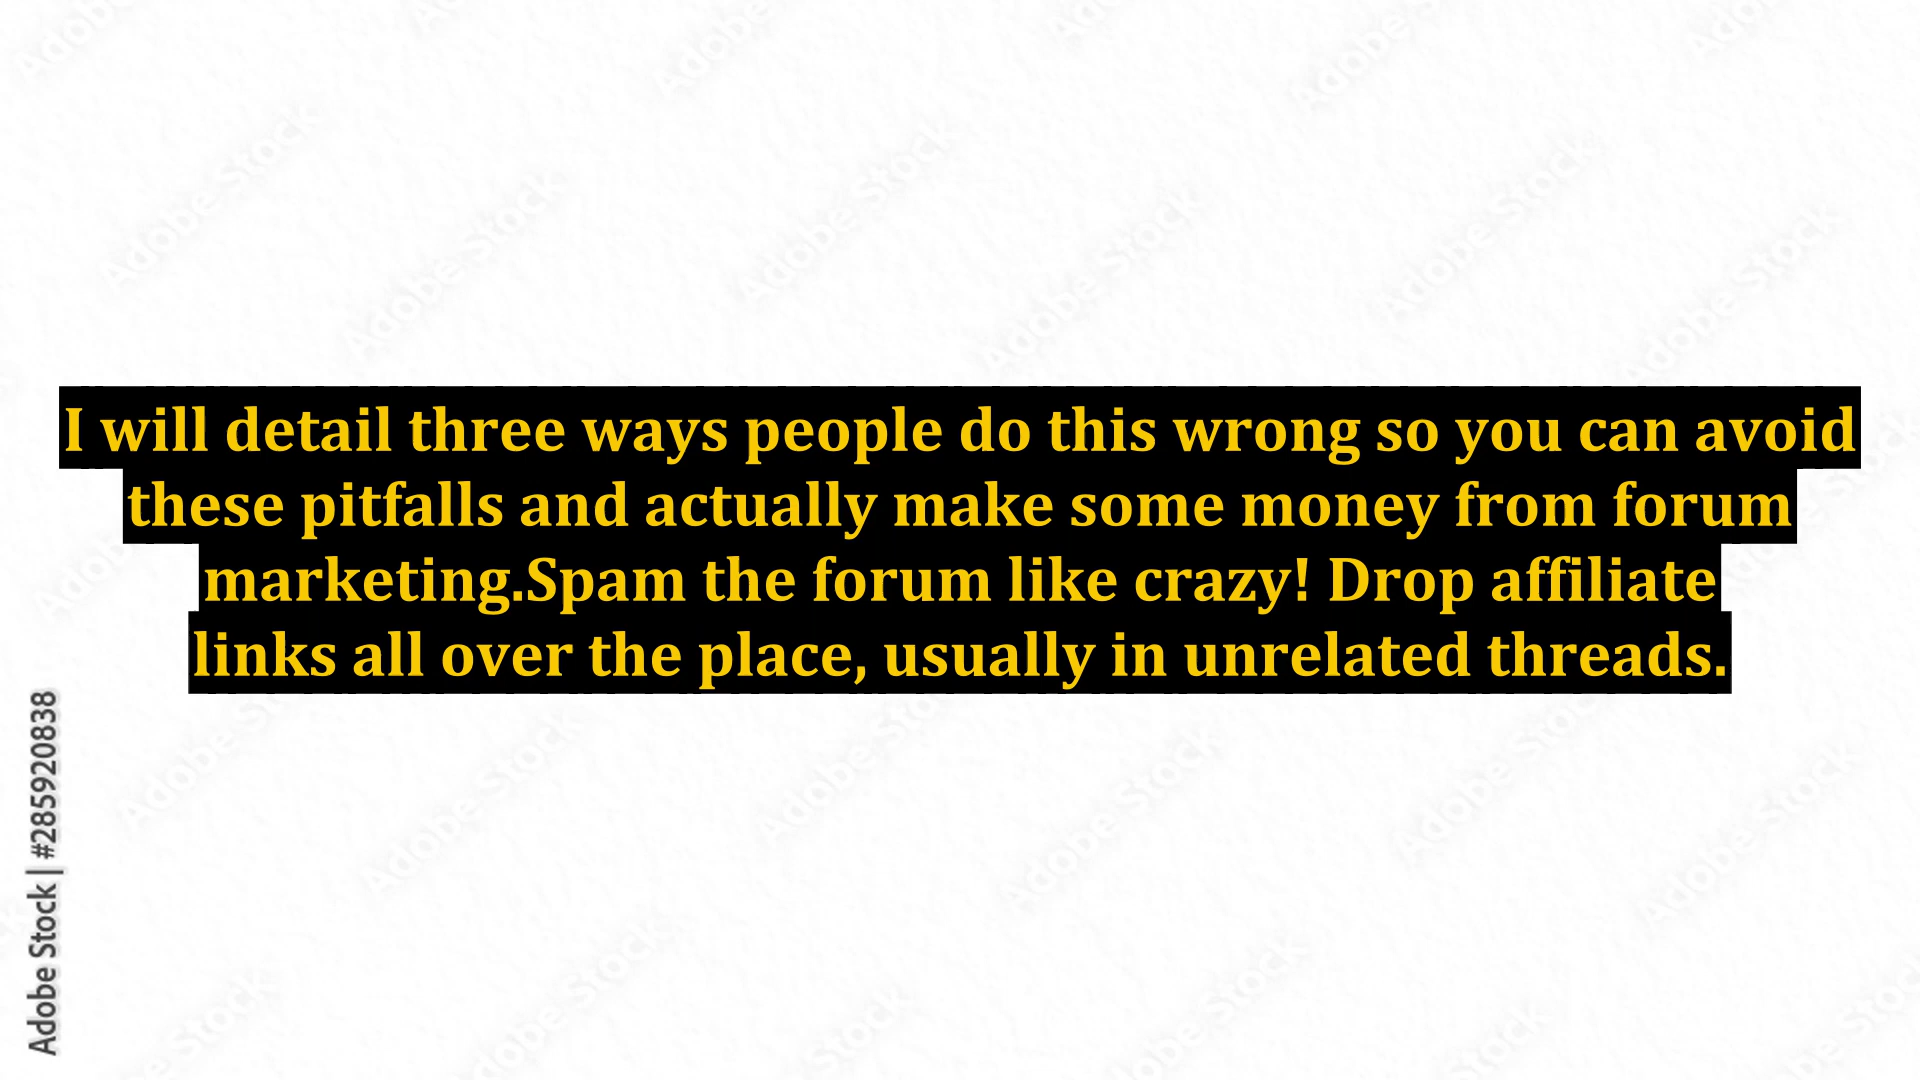 I will detail three ways people do this wrong so you can avoid
these pitfalls and actually make some money from forum
marketing.Spam the forum like crazy! Drop affiliate
links all over the place, usually in unrelated threads.
Adobe Stock | #285920838
Adobe Stock